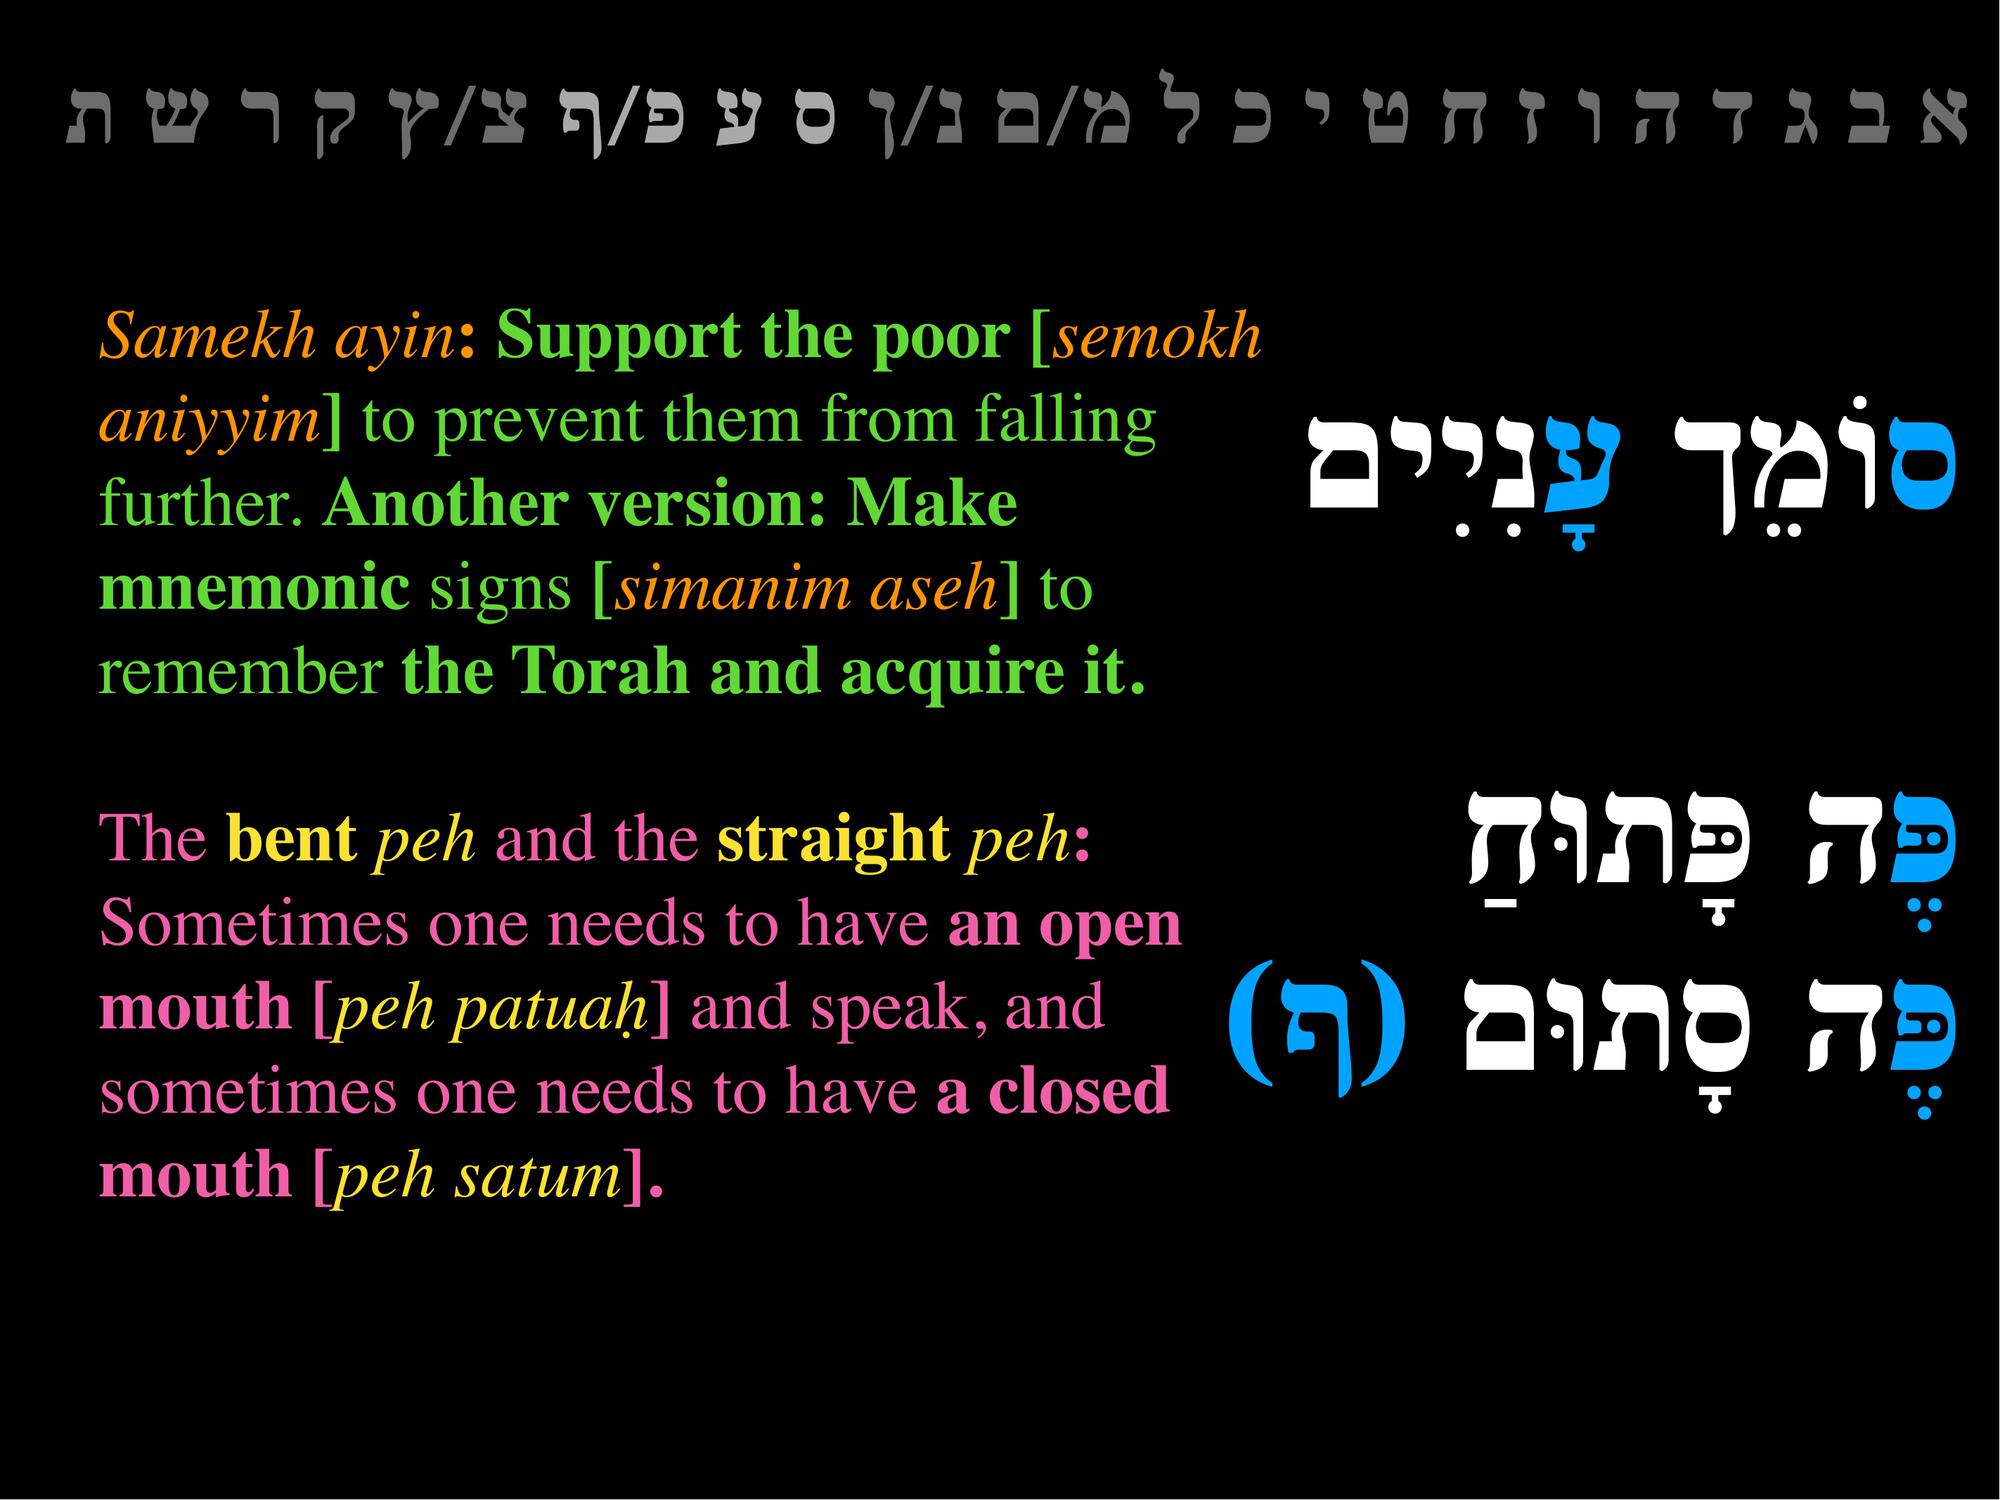 א ב ג ד ה ו ז ח ט י כ ל מ/ם נ/ן ס ע פ/ף צ/ץ ק ר ש ת
Samekh ayin: Support the poor [semokh
aniyyim] to prevent them from falling
further. Another version: Make
mnemonic signs [simanim aseh] to
remember the Torah and acquire it.
סוֹמֵך עָנִיִים
The bent peh and the straight peh:
Sometimes one needs to have an open
mouth [peh patuaḥ] and speak, and
sometimes one needs to have a closed
mouth [peh satum].
פֶּה פָּתוּחַ
פֶּה סָתוּם (ף)